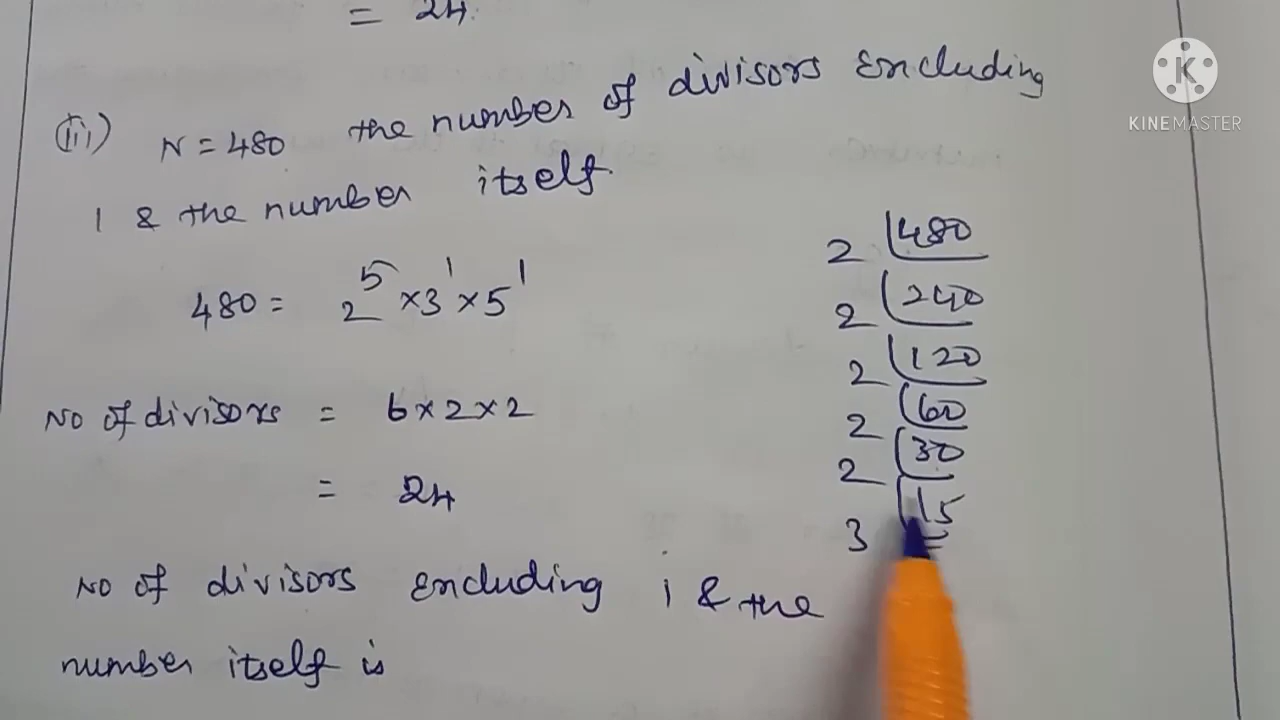 = 24.
(iii) N = 480 the number of divisors excluding
1 & the number itself.
480 = 2^5 × 3^1 × 5^1
No of divisors = 6 × 2 × 2
= 24
No of divisors excluding 1 & the
number itself is
2 480
2 240
2 120
2 60
2 30
3 15
K
KINEMASTER